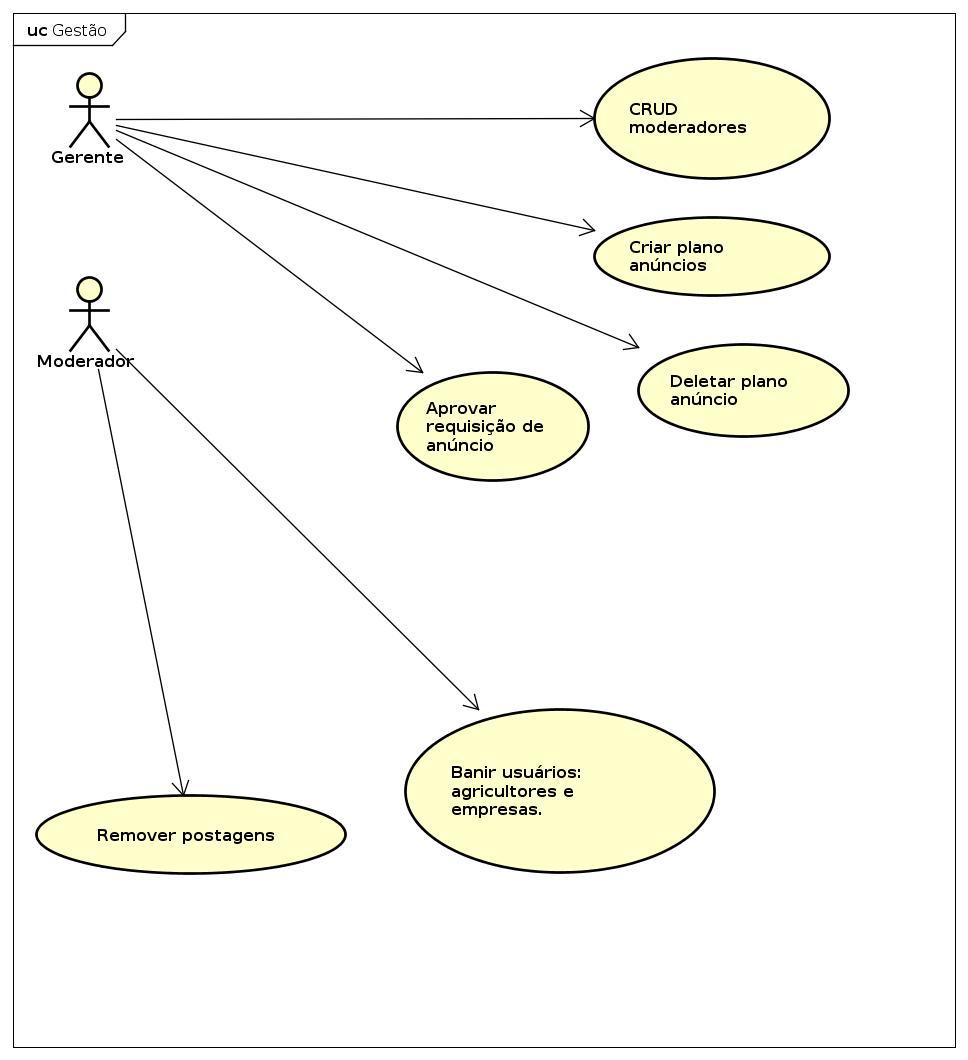 uc Gestão
Gerente
CRUD
moderadores
Criar plano
anúncios
Deletar plano
anúncio
Moderador
Aprovar
requisição de
anúncio
Banir usuários:
agricultores e
empresas.
Remover postagens